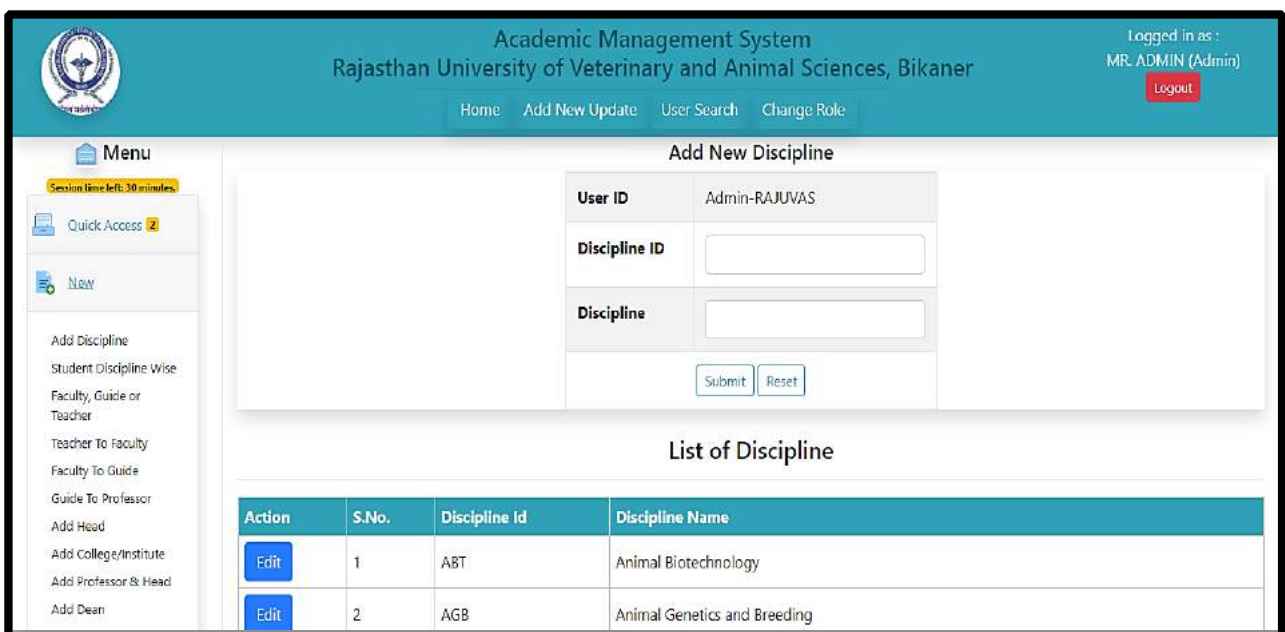 Academic Management System
Rajasthan University of Veterinary and Animal Sciences, Bikaner
Home Add New Update User Search Change Role
Logged in as :
MR. ADMIN (Admin)
Logout
Menu
Session time left: 30 minutes.
Quick Access 2
New
Add Discipline
Student Discipline Wise
Faculty, Guide or
Teacher
Teacher To Faculty
Faculty To Guide
Guide To Professor
Add Head
Add College/Institute
Add Professor & Head
Add Dean
Add New Discipline
User ID Admin-RAJUVAS
Discipline ID
Discipline
Submit Reset
List of Discipline
Action S.No. Discipline Id Discipline Name
Edit 1 ABT Animal Biotechnology
Edit 2 AGB Animal Genetics and Breeding